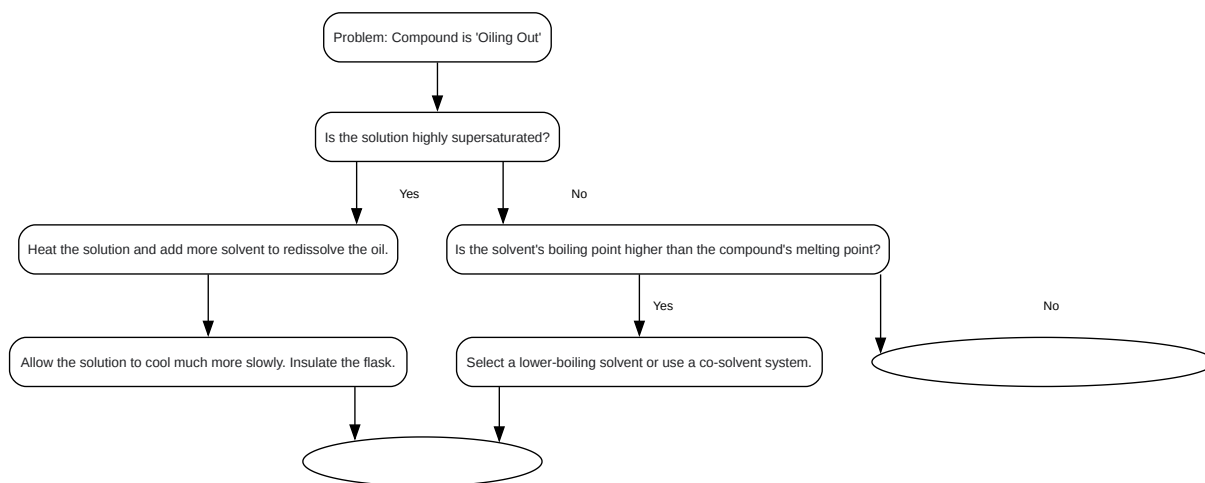 Problem: Compound is 'Oiling Out'
Is the solution highly supersaturated?
Yes
No
Heat the solution and add more solvent to redissolve the oil.
Is the solvent's boiling point higher than the compound's melting point?
Yes
No
Allow the solution to cool much more slowly. Insulate the flask.
Select a lower-boiling solvent or use a co-solvent system.